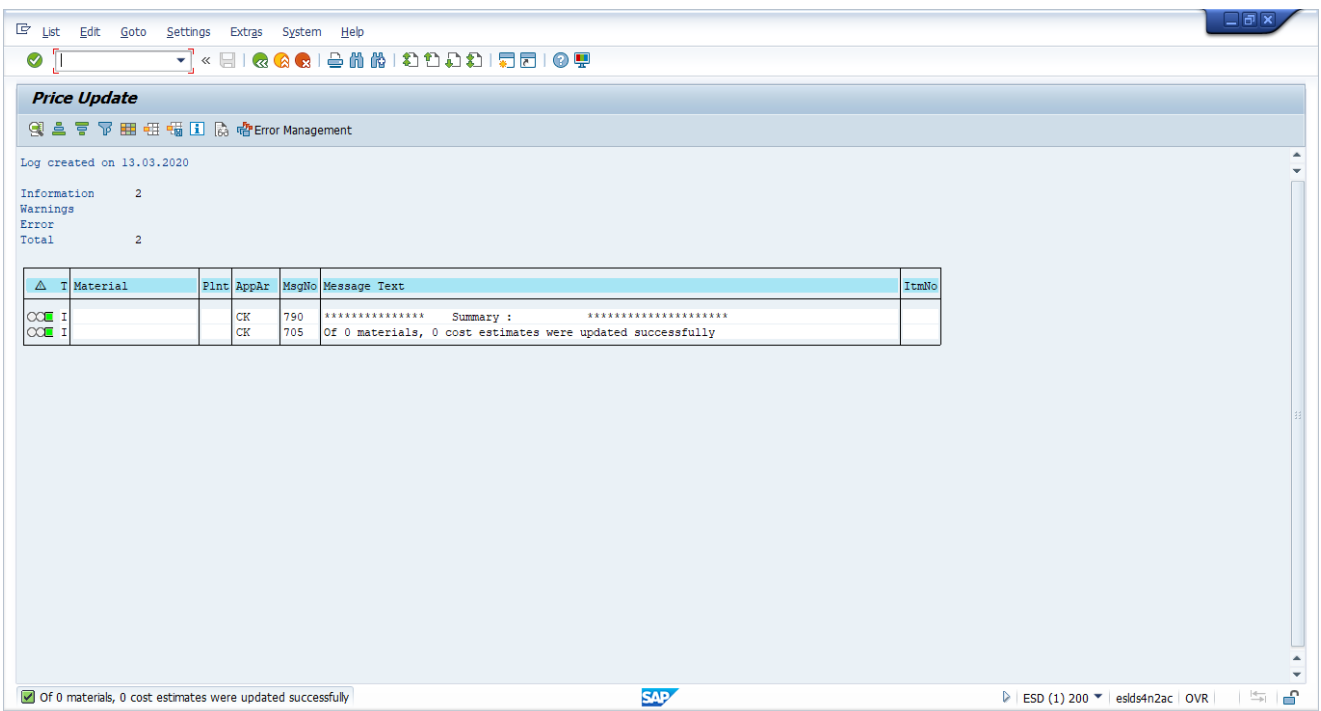 List Edit Goto Settings Extras System Help
Price Update
Error Management
Log created on 13.03.2020
Information 2
Warnings
Error
Total 2
T Material Plnt AppAr MsgNo Message Text ItmNo
I CK 790 *************** Summary : *********************
I CK 705 Of 0 materials, 0 cost estimates were updated successfully
Of 0 materials, 0 cost estimates were updated successfully SAP ESD (1) 200 eslds4n2ac OVR